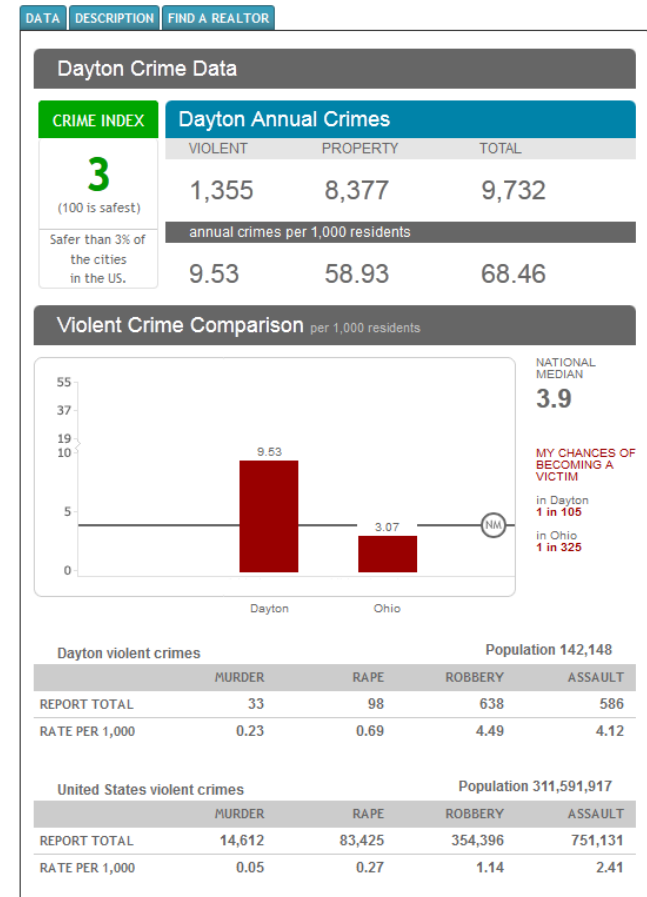 DATA DESCRIPTION FIND A REALTOR
Dayton Crime Data
CRIME INDEX
3
(100 is safest)
Safer than 3% of
the cities
in the US.
Dayton Annual Crimes
VIOLENT PROPERTY TOTAL
1,355 8,377 9,732
annual crimes per 1,000 residents
9.53 58.93 68.46
Violent Crime Comparison per 1,000 residents
55
37
19
10
5
0
9.53
3.07
NM
Dayton Ohio
NATIONAL
MEDIAN
3.9
MY CHANCES OF
BECOMING A
VICTIM
in Dayton
1 in 105
in Ohio
1 in 325
Dayton violent crimes Population 142,148
MURDER RAPE ROBBERY ASSAULT
REPORT TOTAL 33 98 638 586
RATE PER 1,000 0.23 0.69 4.49 4.12
United States violent crimes Population 311,591,917
MURDER RAPE ROBBERY ASSAULT
REPORT TOTAL 14,612 83,425 354,396 751,131
RATE PER 1,000 0.05 0.27 1.14 2.41